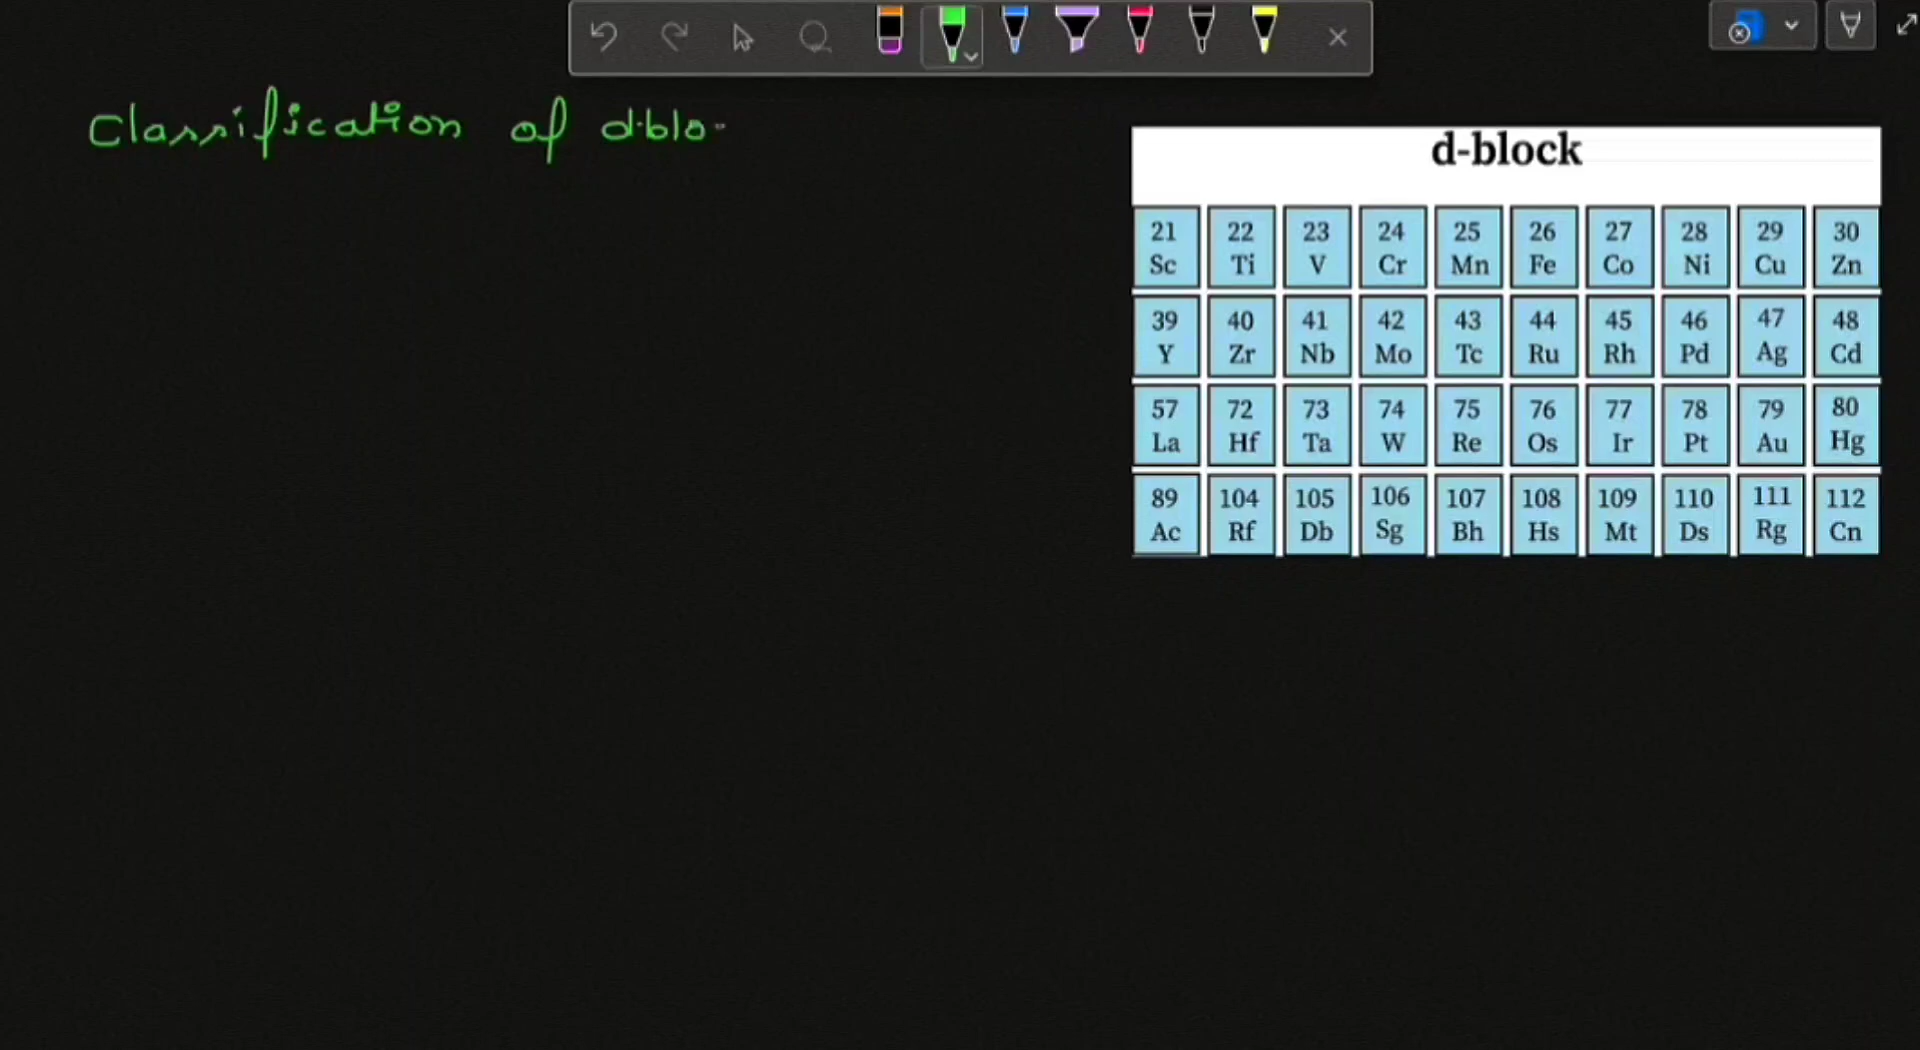 Classification of d-blo
d-block
21 22 23 24 25 26 27 28 29 30
Sc Ti V Cr Mn Fe Co Ni Cu Zn
39 40 41 42 43 44 45 46 47 48
Y Zr Nb Mo Tc Ru Rh Pd Ag Cd
57 72 73 74 75 76 77 78 79 80
La Hf Ta W Re Os Ir Pt Au Hg
89 104 105 106 107 108 109 110 111 112
Ac Rf Db Sg Bh Hs Mt Ds Rg Cn